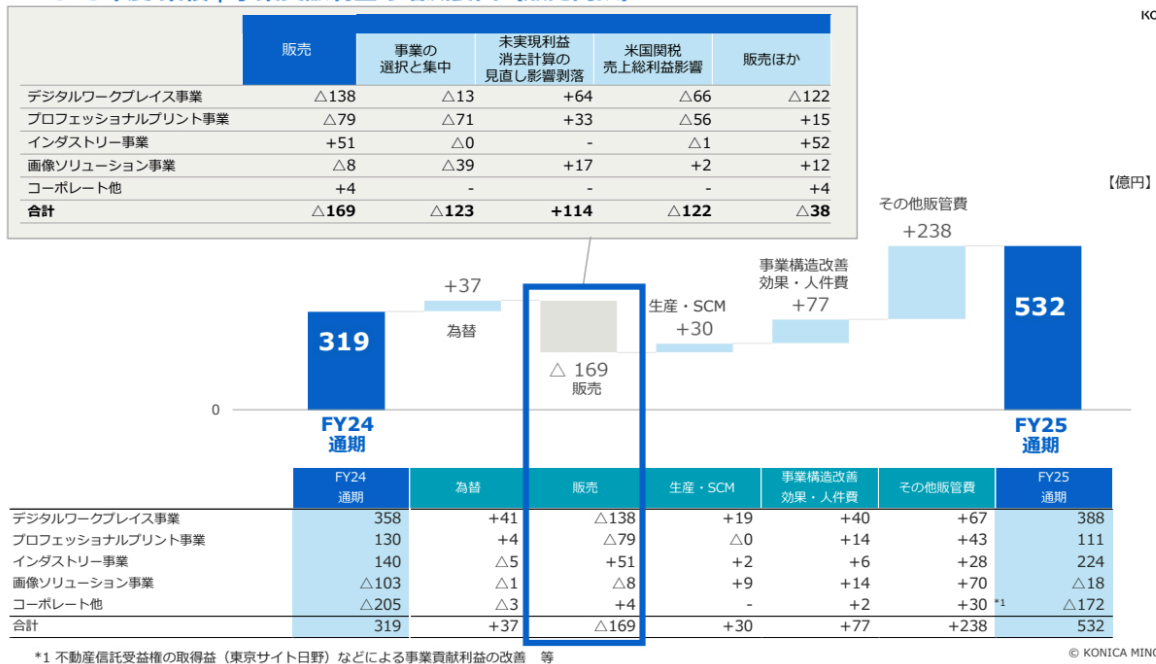 KO
販売 事業の選択と集中 未実現利益消去計算の見直し影響剥落 米国関税売上総利益影響 販売ほか
デジタルワークプレイス事業 △138 △13 +64 △66 △122
プロフェッショナルプリント事業 △79 △71 +33 △56 +15
インダストリー事業 +51 △0 - △1 +52
画像ソリューション事業 △8 △39 +17 +2 +12
コーポレート他 +4 - - - +4
合計 △169 △123 +114 △122 △38
【億円】
その他販管費
+238
事業構造改善
効果・人件費
+77
生産・SCM
+30
+37
為替
319
532
△ 169
販売
0
FY24
通期
FY25
通期
FY24通期 為替 販売 生産・SCM 事業構造改善効果・人件費 その他販管費 FY25通期
デジタルワークプレイス事業 358 +41 △138 +19 +40 +67 388
プロフェッショナルプリント事業 130 +4 △79 △0 +14 +43 111
インダストリー事業 140 △5 +51 +2 +6 +28 224
画像ソリューション事業 △103 △1 △8 +9 +14 +70 △18
コーポレート他 △205 △3 +4 - +2 +30 *1 △172
合計 319 +37 △169 +30 +77 +238 532
*1 不動産信託受益権の取得益（東京サイト日野）などによる事業貢献利益の改善　等
© KONICA MINO